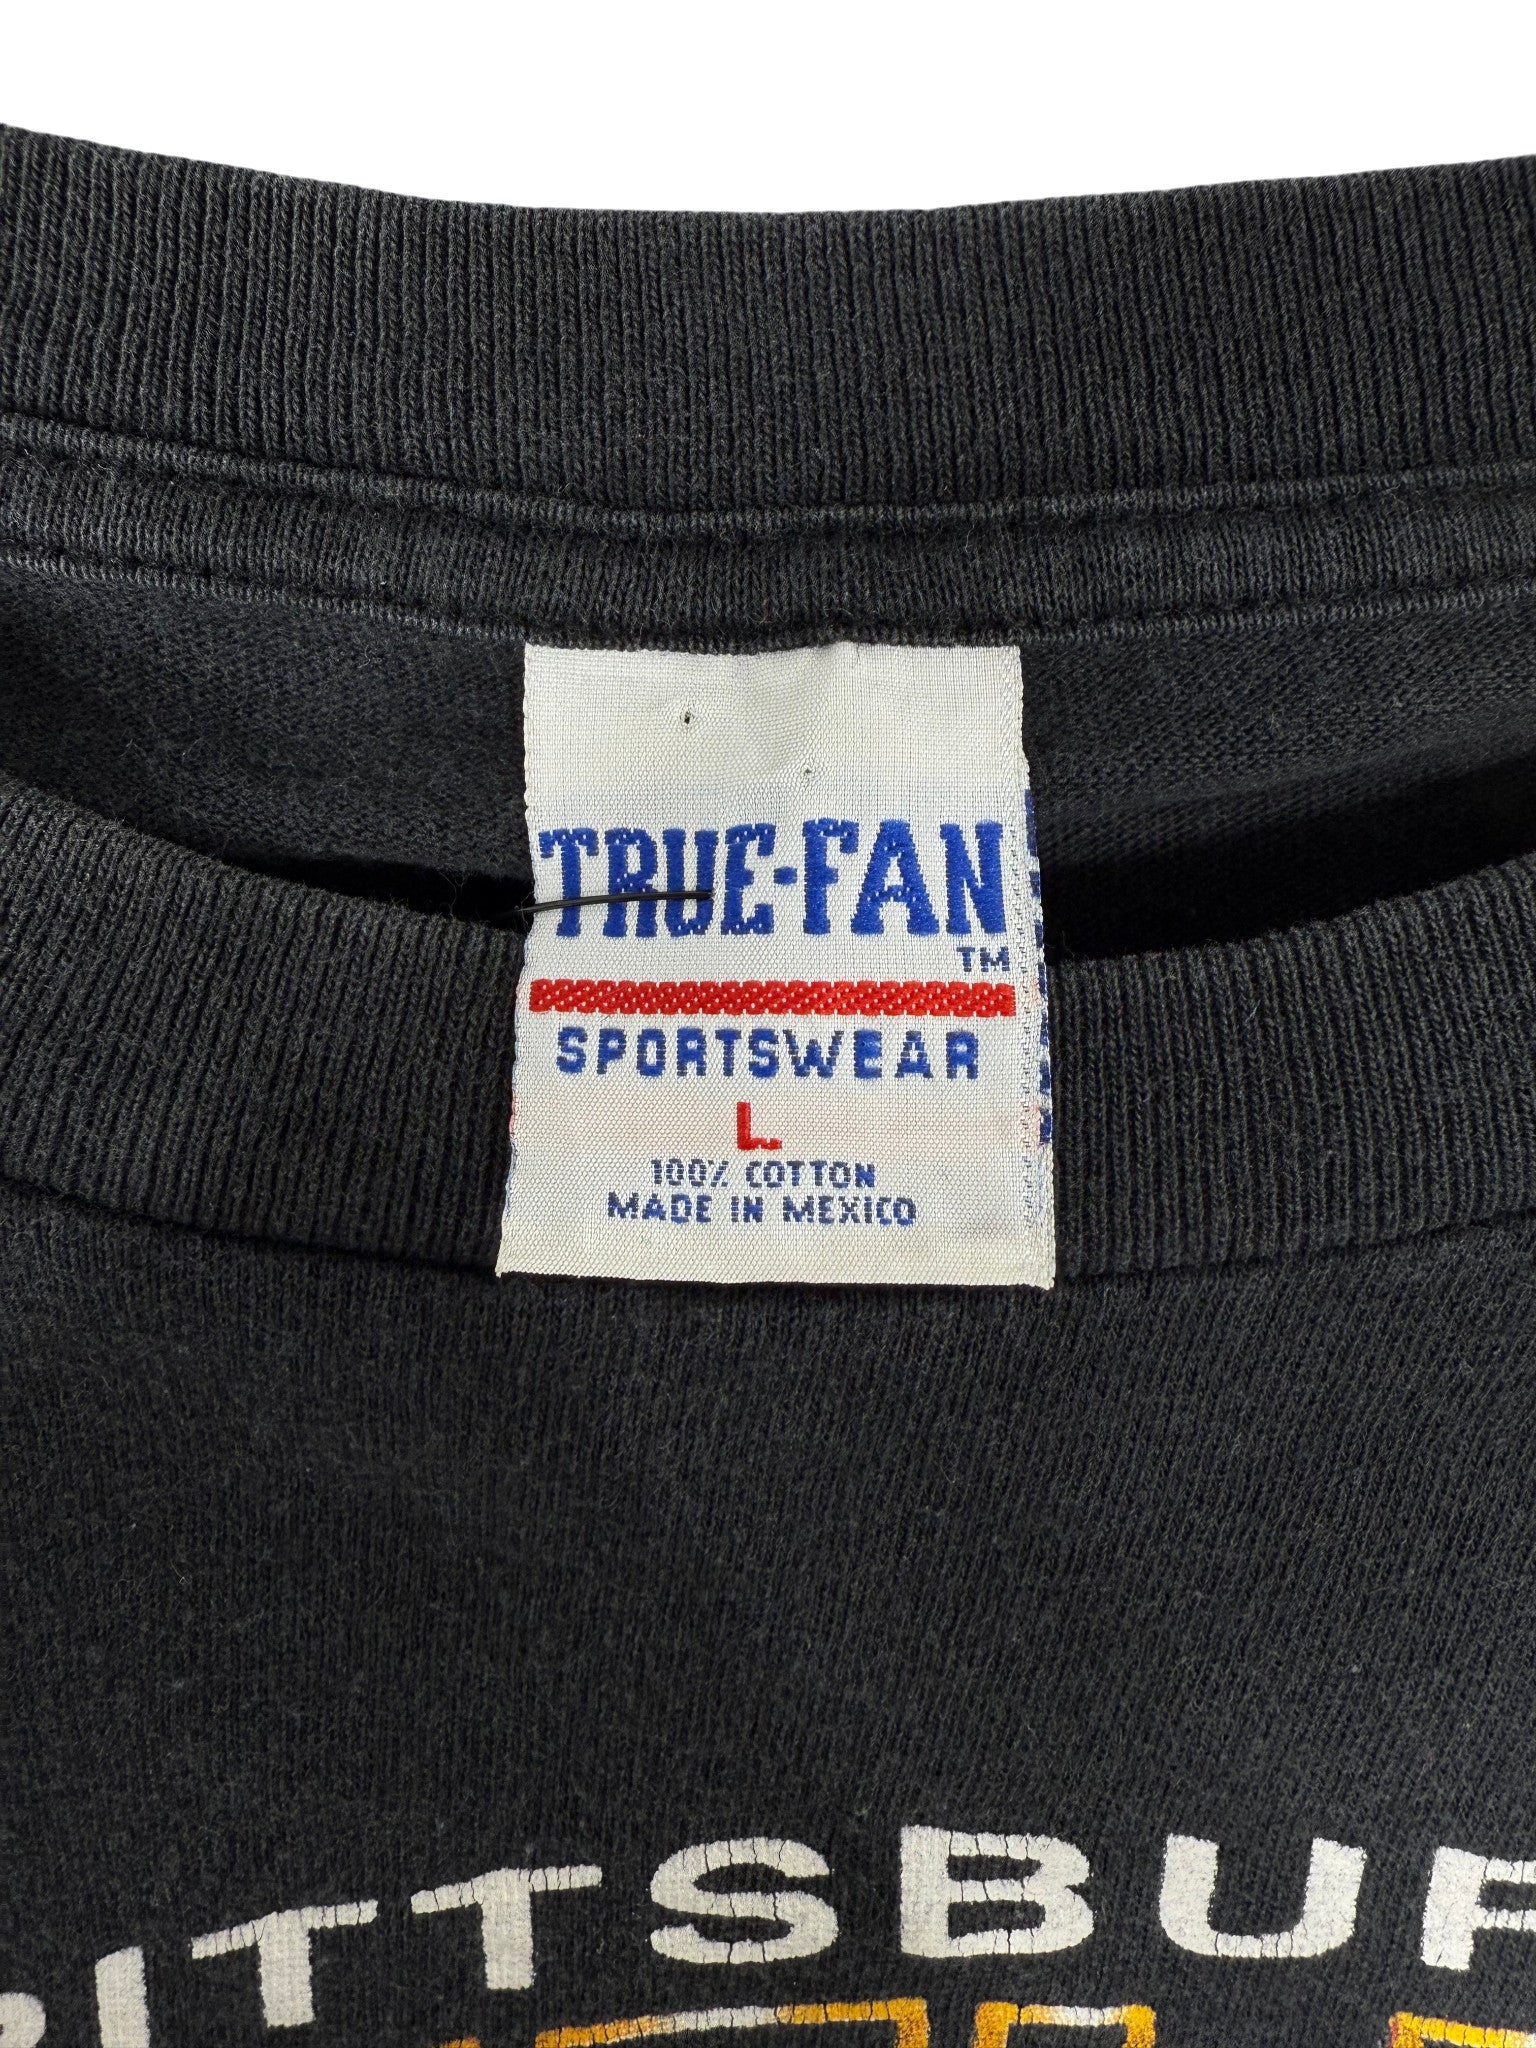 TRUE-FAN
TM
SPORTSWEAR
L
100% COTTON
MADE IN MEXICO
PITTSBUR